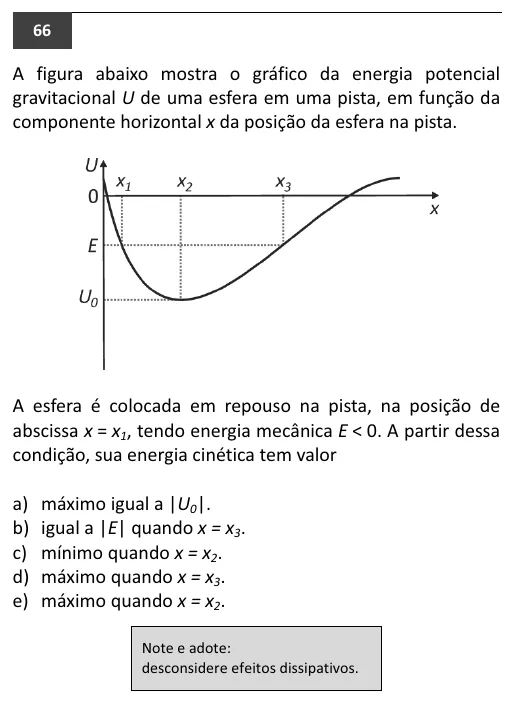 66
A figura abaixo mostra o gráfico da energia potencial
gravitacional U de uma esfera em uma pista, em função da
componente horizontal x da posição da esfera na pista.
U
x1 x2 x3
0
x
E
U0
A esfera é colocada em repouso na pista, na posição de
abscissa x = x1, tendo energia mecânica E < 0. A partir dessa
condição, sua energia cinética tem valor
a) máximo igual a |U0|.
b) igual a |E| quando x = x3.
c) mínimo quando x = x2.
d) máximo quando x = x3.
e) máximo quando x = x2.
Note e adote:
desconsidere efeitos dissipativos.